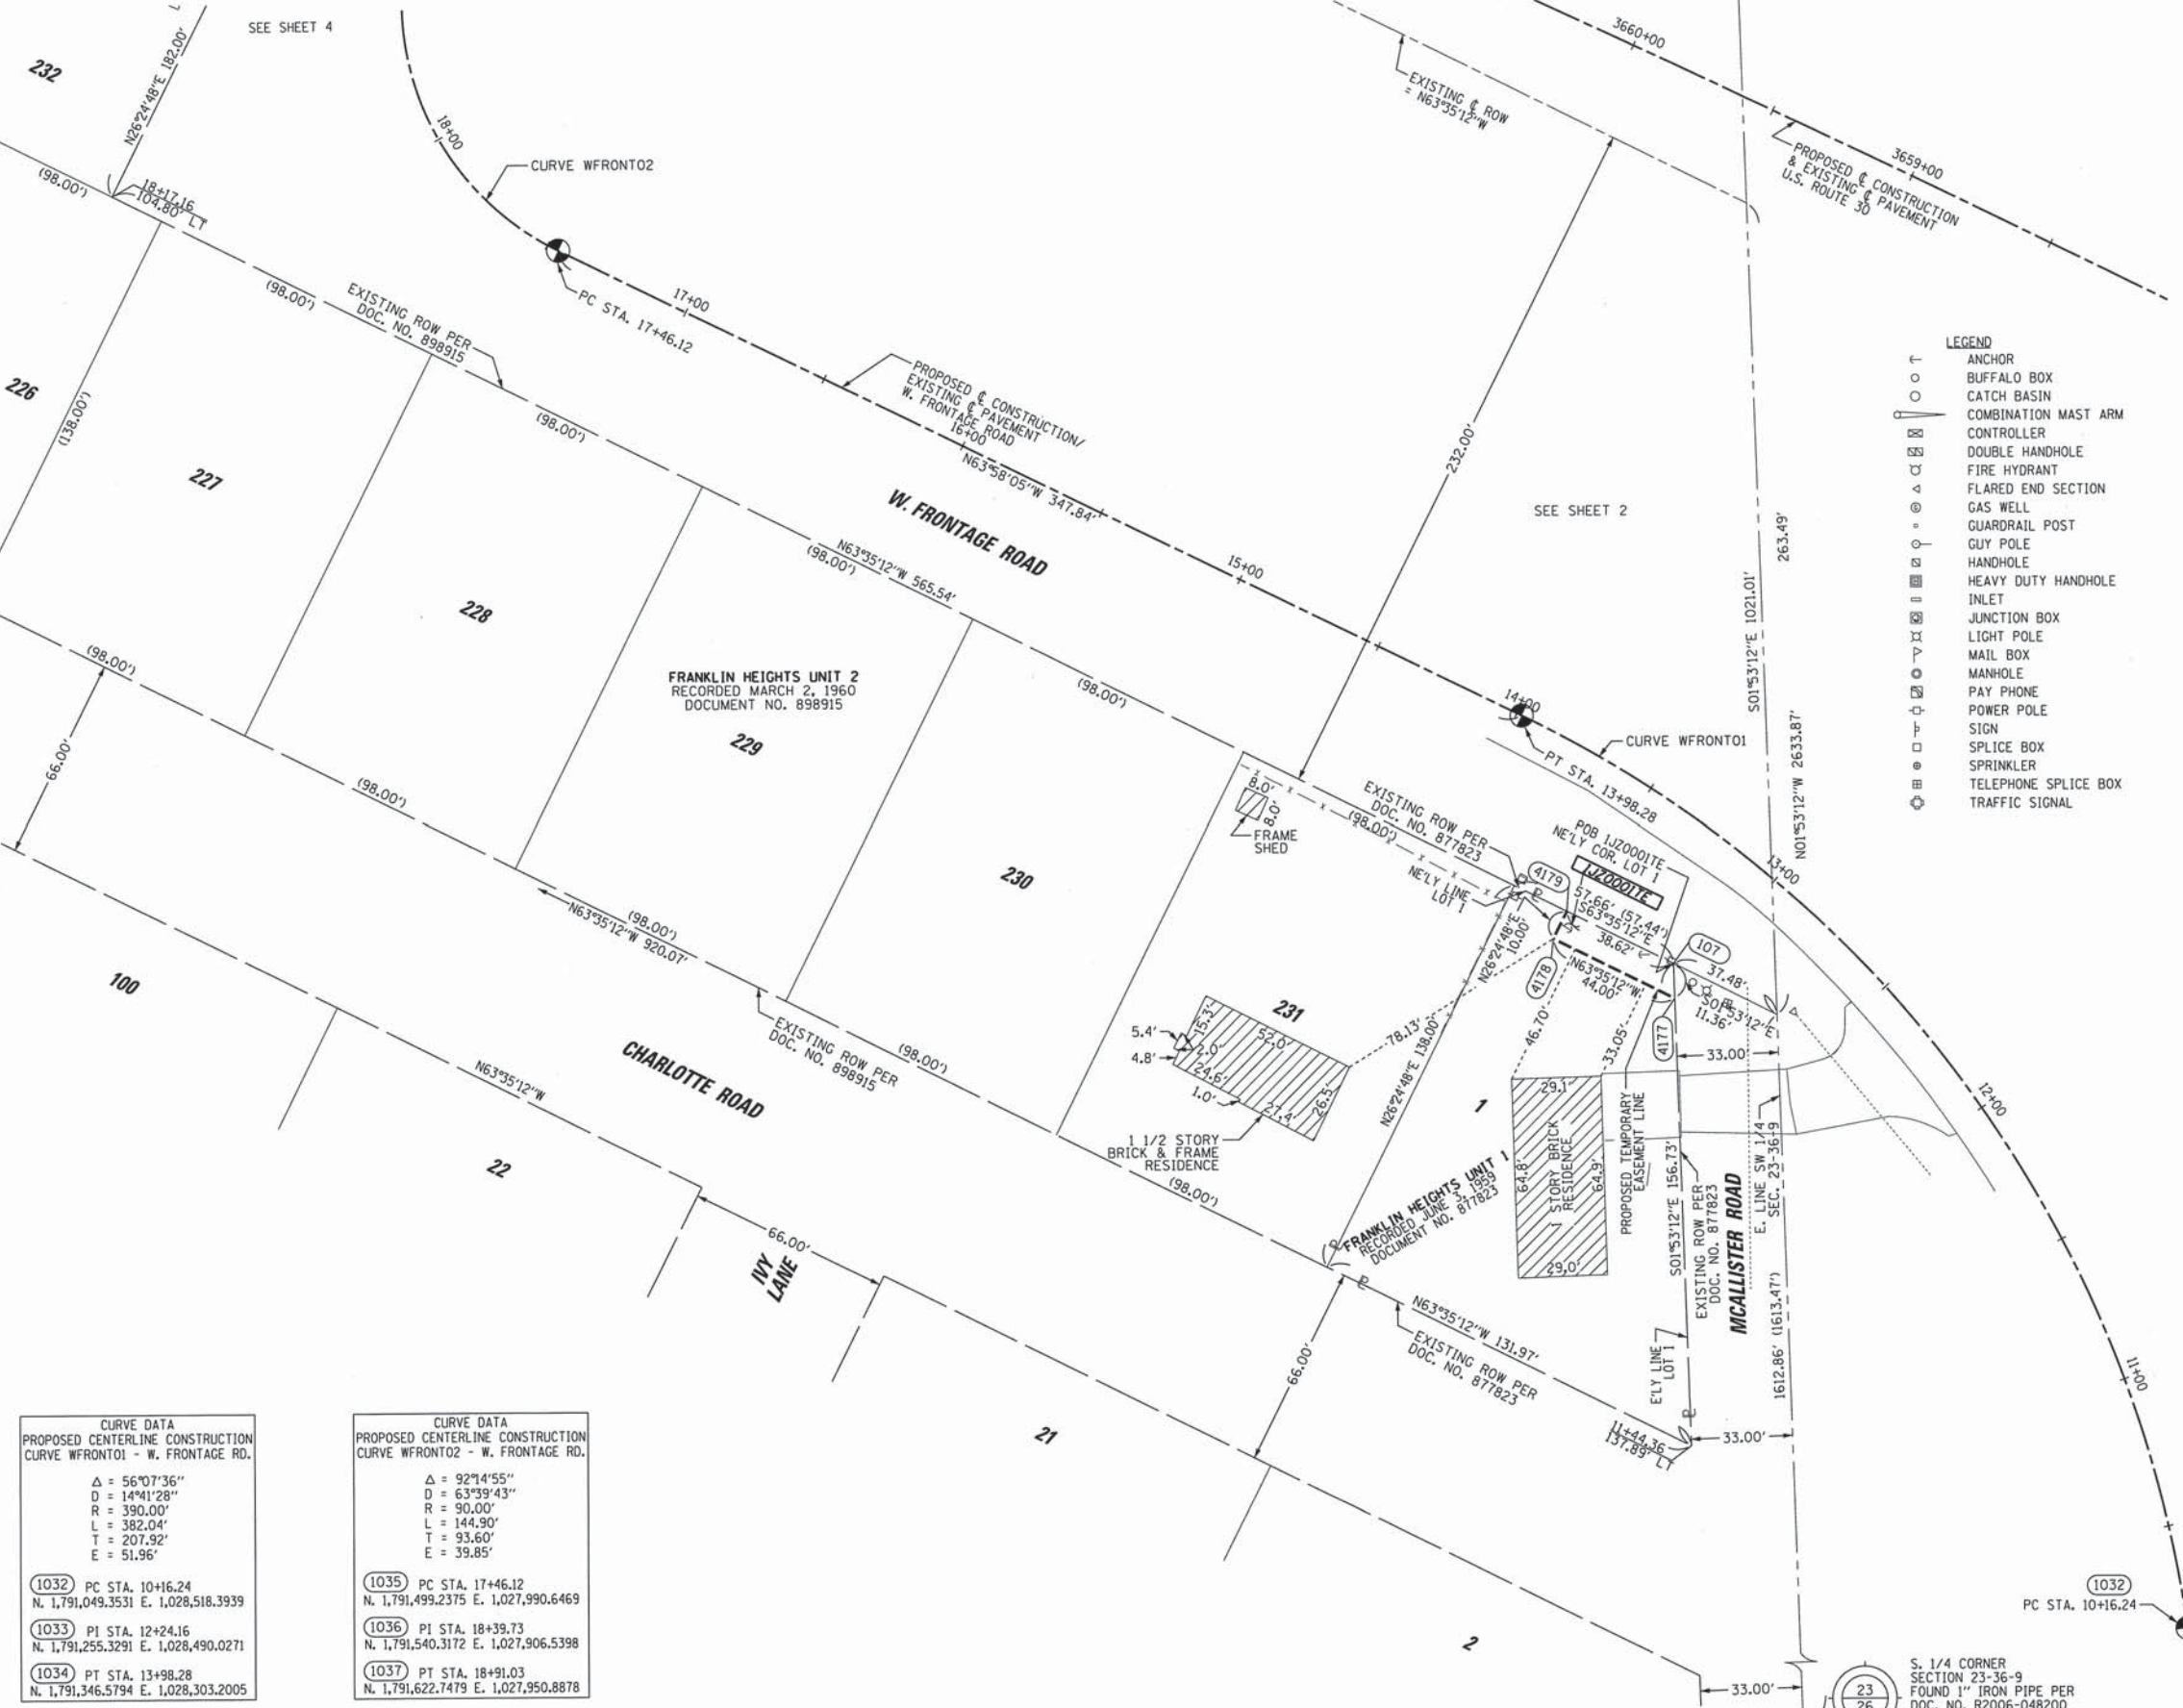 SEE SHEET 4
232
N26°24'48"E 182.00'
18+00
CURVE WFRONT02
(98.00')
18+17.16
104.80' LT
(98.00')
EXISTING ROW PER
DOC. NO. 898915
PC STA. 17+46.12
17+00
226
(138.00')
227
(98.00')
PROPOSED ℄ CONSTRUCTION/
EXISTING ℄ PAVEMENT
W. FRONTAGE ROAD
16+00
N63°58'05"W 347.84'
W. FRONTAGE ROAD
N63°35'12"W 565.54'
(98.00')
15+00
228
(98.00')
66.00'
FRANKLIN HEIGHTS UNIT 2
RECORDED MARCH 2, 1960
DOCUMENT NO. 898915
229
(98.00')
(98.00')
3660+00
EXISTING ℄ ROW
= N63°35'12"W
PROPOSED ℄ CONSTRUCTION
& EXISTING ℄ PAVEMENT
U.S. ROUTE 30
3659+00
232.00'
SEE SHEET 2
263.49'
S01°53'12"E 1021.01'
N01°53'12"W 2633.87'
LEGEND
ANCHOR
BUFFALO BOX
CATCH BASIN
COMBINATION MAST ARM
CONTROLLER
DOUBLE HANDHOLE
FIRE HYDRANT
FLARED END SECTION
GAS WELL
GUARDRAIL POST
GUY POLE
HANDHOLE
HEAVY DUTY HANDHOLE
INLET
JUNCTION BOX
LIGHT POLE
MAIL BOX
MANHOLE
PAY PHONE
POWER POLE
SIGN
SPLICE BOX
SPRINKLER
TELEPHONE SPLICE BOX
TRAFFIC SIGNAL
14+00
CURVE WFRONT01
PT STA. 13+98.28
13+00
8.0'
8.0'
FRAME
SHED
EXISTING ROW PER
DOC. NO. 877823
(98.00')
NE'LY LINE
LOT 1
POB 1JZ0001TE
NE'LY COR. LOT 1
1JZ0001TE
4179
57.66' (57.44')
S63°35'12"E
38.62'
107
37.48'
N26°24'48"E
10.00'
4178
N63°35'12"W
44.00'
S01°53'12"E
11.36'
4177
33.00'
230
(98.00')
N63°35'12"W 920.07'
100
EXISTING ROW PER
DOC. NO. 898915
(98.00')
CHARLOTTE ROAD
N63°35'12"W
231
5.4'
4.8'
15.3'
2.0'
52.0'
24.6'
1.0'
27.4'
26.5'
78.13'
46.70'
33.05'
N26°24'48"E 138.00'
1 1/2 STORY
BRICK & FRAME
RESIDENCE
(98.00')
1
29.1'
64.8'
1 STORY BRICK
RESIDENCE
64.9'
29.0'
PROPOSED TEMPORARY
EASEMENT LINE
FRANKLIN HEIGHTS UNIT 1
RECORDED JUNE 3, 1959
DOCUMENT NO. 877823
S01°53'12"E 156.73'
EXISTING ROW PER
DOC. NO. 877823
MCALLISTER ROAD
E. LINE SW 1/4
SEC. 23-36-9
12+00
22
66.00'
IVY
LANE
66.00'
N63°35'12"W 131.97'
EXISTING ROW PER
DOC. NO. 877823
E'LY LINE
LOT 1
1612.86' (1613.47')
11+44.36
137.89' LT
33.00'
11+00
21
2
CURVE DATA
PROPOSED CENTERLINE CONSTRUCTION
CURVE WFRONT01 - W. FRONTAGE RD.
Δ = 56°07'36"
D = 14°41'28"
R = 390.00'
L = 382.04'
T = 207.92'
E = 51.96'
1032 PC STA. 10+16.24
N. 1,791,049.3531 E. 1,028,518.3939
1033 PI STA. 12+24.16
N. 1,791,255.3291 E. 1,028,490.0271
1034 PT STA. 13+98.28
N. 1,791,346.5794 E. 1,028,303.2005
CURVE DATA
PROPOSED CENTERLINE CONSTRUCTION
CURVE WFRONT02 - W. FRONTAGE RD.
Δ = 92°14'55"
D = 63°39'43"
R = 90.00'
L = 144.90'
T = 93.60'
E = 39.85'
1035 PC STA. 17+46.12
N. 1,791,499.2375 E. 1,027,990.6469
1036 PI STA. 18+39.73
N. 1,791,540.3172 E. 1,027,906.5398
1037 PT STA. 18+91.03
N. 1,791,622.7479 E. 1,027,950.8878
1032
PC STA. 10+16.24
33.00'
23
26
S. 1/4 CORNER
SECTION 23-36-9
FOUND 1" IRON PIPE PER
DOC. NO. R2006-048200